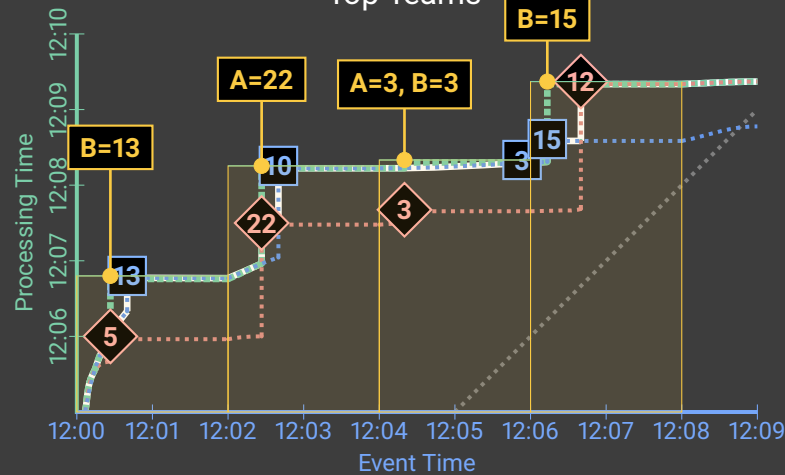 Top Teams
B=15
A=22
A=3, B=3
B=13
12:10
12:09
12:08
12:07
12:06
Processing Time
12
15
3
10
3
22
13
5
12:00 12:01 12:02 12:03 12:04 12:05 12:06 12:07 12:08 12:09
Event Time